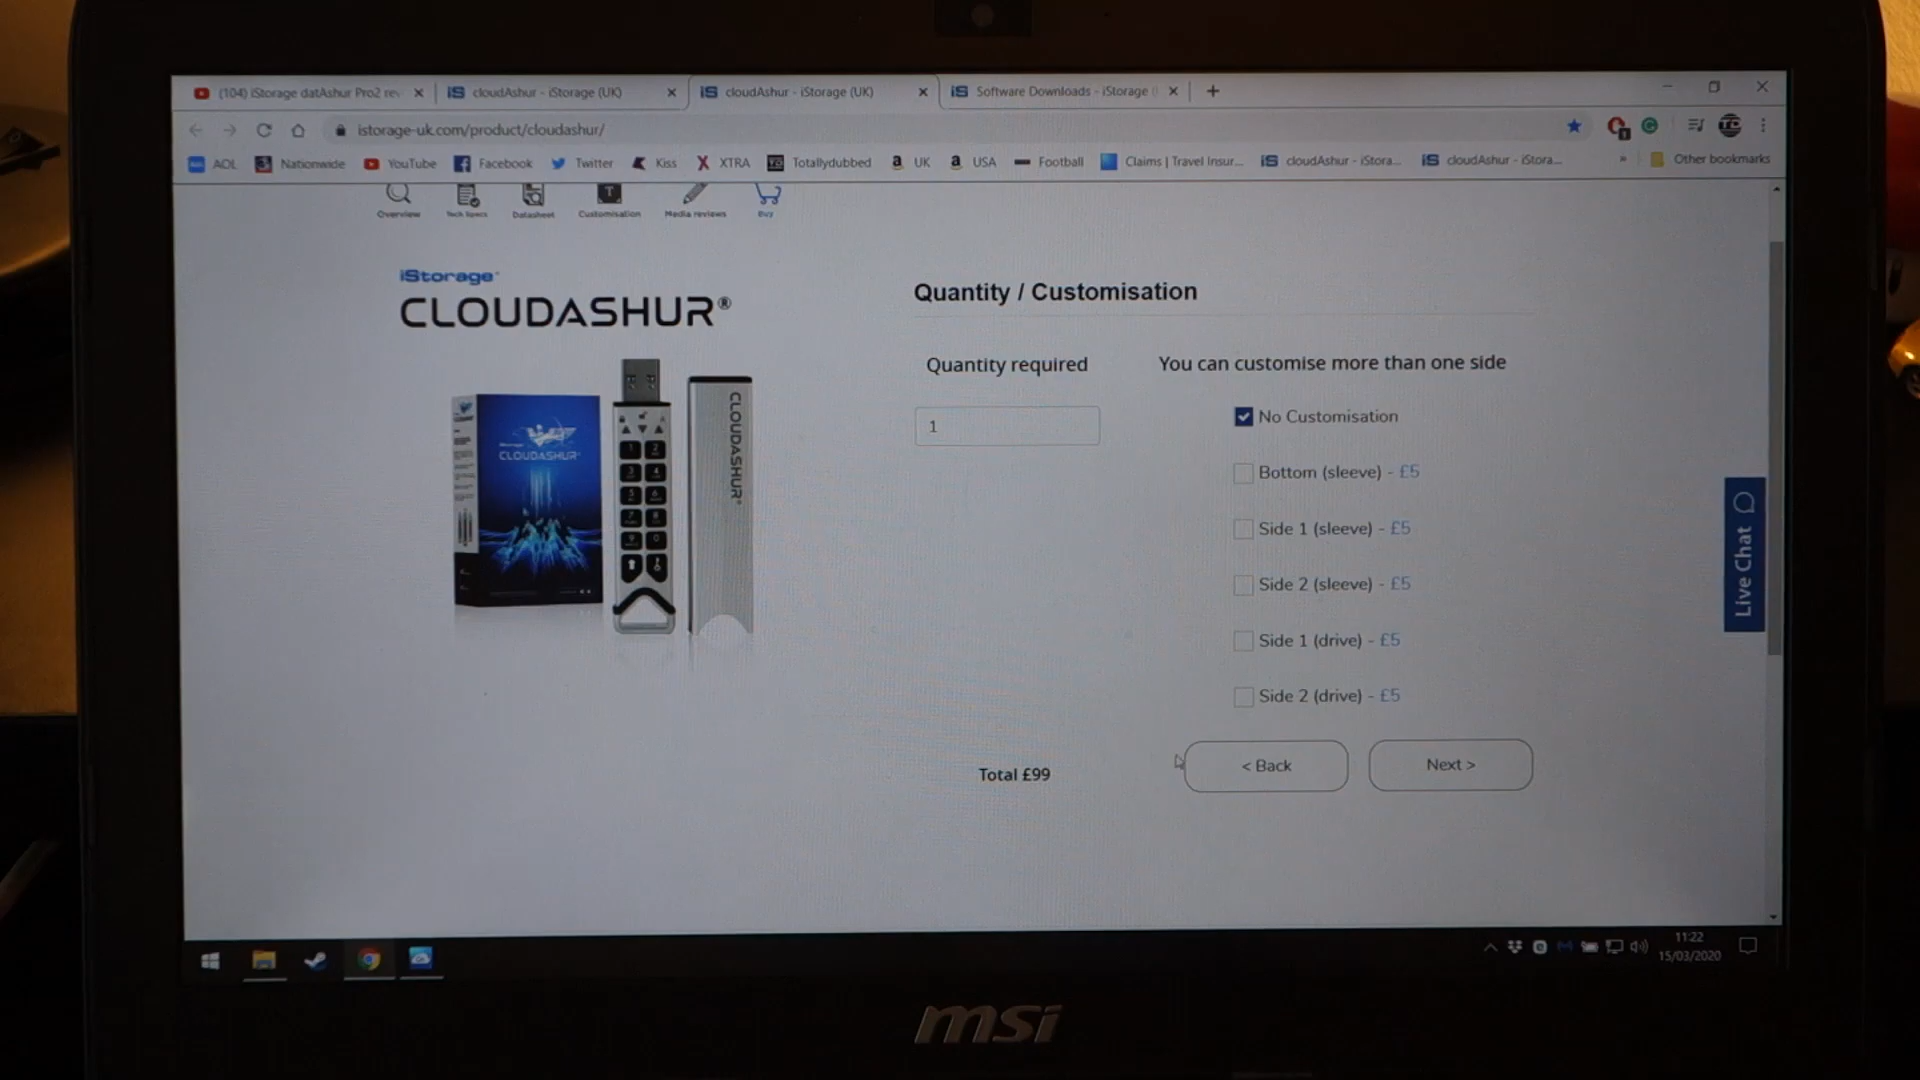 (104) iStorage datAshur Pro2 rev
cloudAshur - iStorage (UK)
cloudAshur - iStorage (UK)
Software Downloads - iStorage (
istorage-uk.com/product/cloudashur/
AOL
Nationwide
YouTube
Facebook
Twitter
Kiss
XTRA
Totallydubbed
UK
USA
Football
Claims | Travel Insur...
cloudAshur - iStora...
cloudAshur - iStora...
»
Other bookmarks
Overview
Tech Specs
Datasheet
Customisation
Media reviews
Buy
iStorage
CLOUDASHUR®
CLOUDASHUR
CLOUDASHUR
Quantity / Customisation
Quantity required
1
You can customise more than one side
No Customisation
Bottom (sleeve) - £5
Side 1 (sleeve) - £5
Side 2 (sleeve) - £5
Side 1 (drive) - £5
Side 2 (drive) - £5
Total £99
< Back
Next >
Live Chat
11:22
15/03/2020
msi